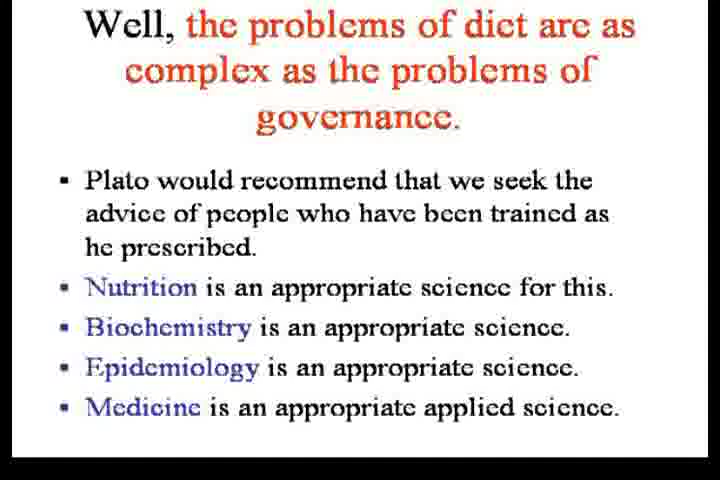 Well, the problems of diet are as
complex as the problems of
governance.
▪ Plato would recommend that we seek the
advice of people who have been trained as
he prescribed.
▪ Nutrition is an appropriate science for this.
▪ Biochemistry is an appropriate science.
▪ Epidemiology is an appropriate science.
▪ Medicine is an appropriate applied science.